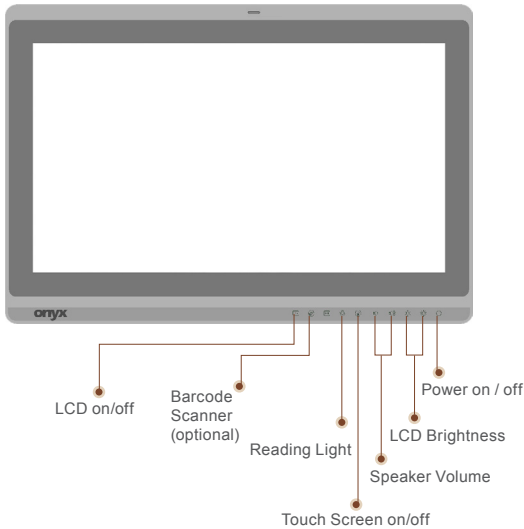 onyx
LCD on/off
Barcode
Scanner
(optional)
Reading Light
Touch Screen on/off
Speaker Volume
LCD Brightness
Power on / off